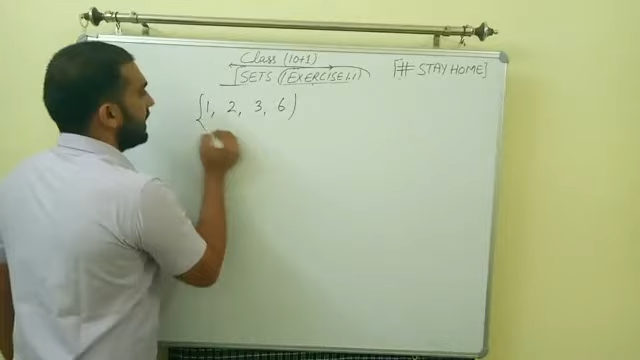 Class (10+1)
SETS (EXERCISE 1.1)
[# STAY HOME]
{1, 2, 3, 6}